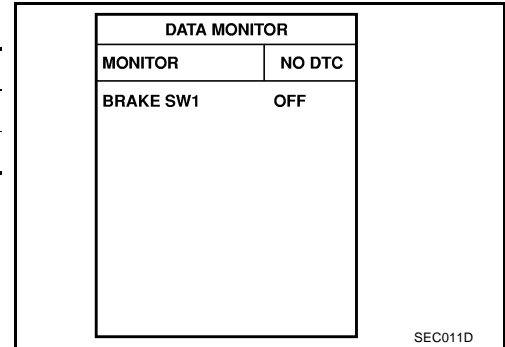 DATA MONITOR
MONITOR NO DTC
BRAKE SW1 OFF
SEC011D